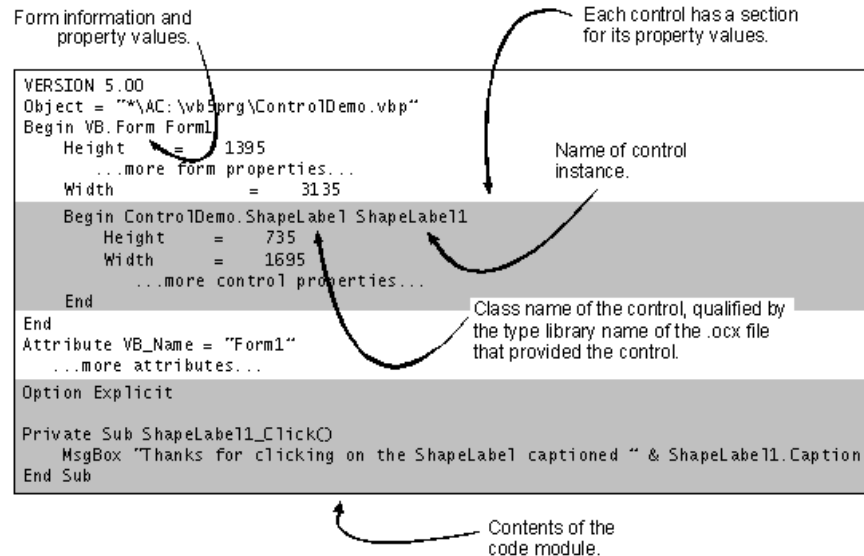 Form information and
property values.
Each control has a section
for its property values.
VERSION 5.00
Object = "*\AC:\vb5prg\ControlDemo.vbp"
Begin VB.Form Form1
Height = 1395
...more form properties...
Width = 3135
Name of control
instance.
Begin ControlDemo.ShapeLabel ShapeLabel1
Height = 735
Width = 1695
...more control properties...
End
Class name of the control, qualified by
the type library name of the .ocx file
that provided the control.
End
Attribute VB_Name = "Form1"
...more attributes...
Option Explicit
Private Sub ShapeLabel1_Click()
MsgBox "Thanks for clicking on the ShapeLabel captioned " & ShapeLabel1.Caption
End Sub
Contents of the
code module.